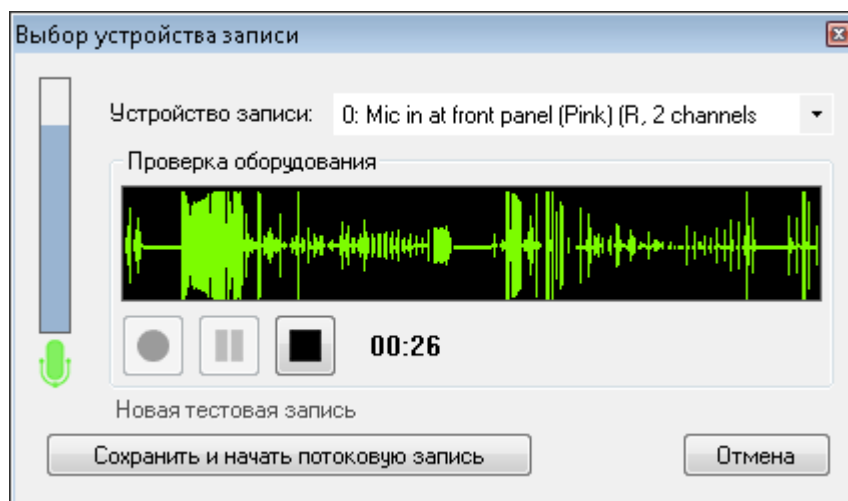 Выбор устройства записи
Устройство записи: 0: Mic in at front panel (Pink) (R, 2 channels
Проверка оборудования
00:26
Новая тестовая запись
Сохранить и начать потоковую запись Отмена